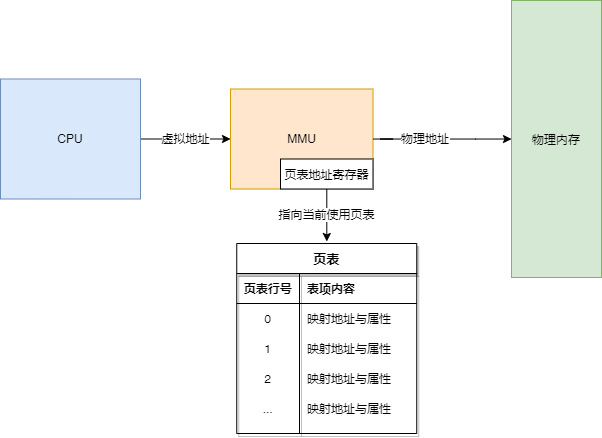 CPU
虚拟地址
MMU
物理地址
物理内存
页表地址寄存器
指向当前使用页表
页表
页表行号 表项内容
0 映射地址与属性
1 映射地址与属性
2 映射地址与属性
... 映射地址与属性